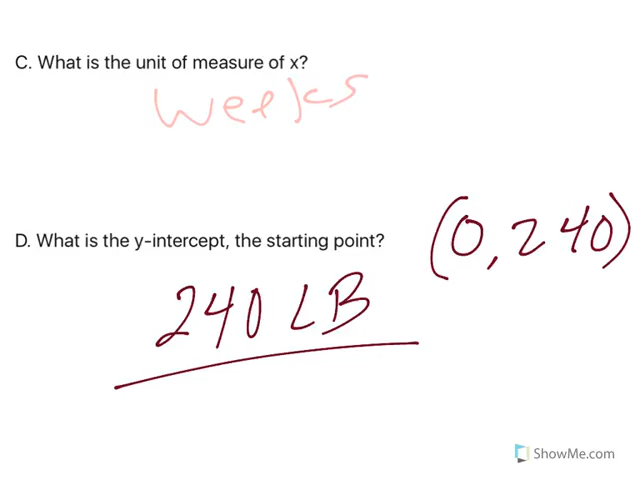 C. What is the unit of measure of x?
weeks
D. What is the y-intercept, the starting point?
(0, 240)
240 LB
ShowMe.com